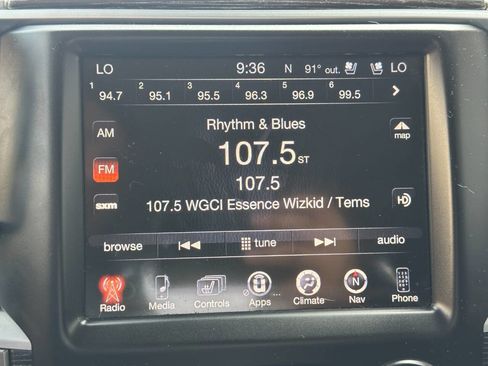 LO 9:36 N 91° out. LO
1 94.7 2 95.1 3 95.5 4 96.3 5 96.9 6 99.5
Rhythm & Blues
AM
107.5 ST
map
FM
107.5
sxm
107.5 WGCI Essence Wizkid / Tems
HD
browse tune audio
Radio Media Controls Apps Climate Nav Phone
N